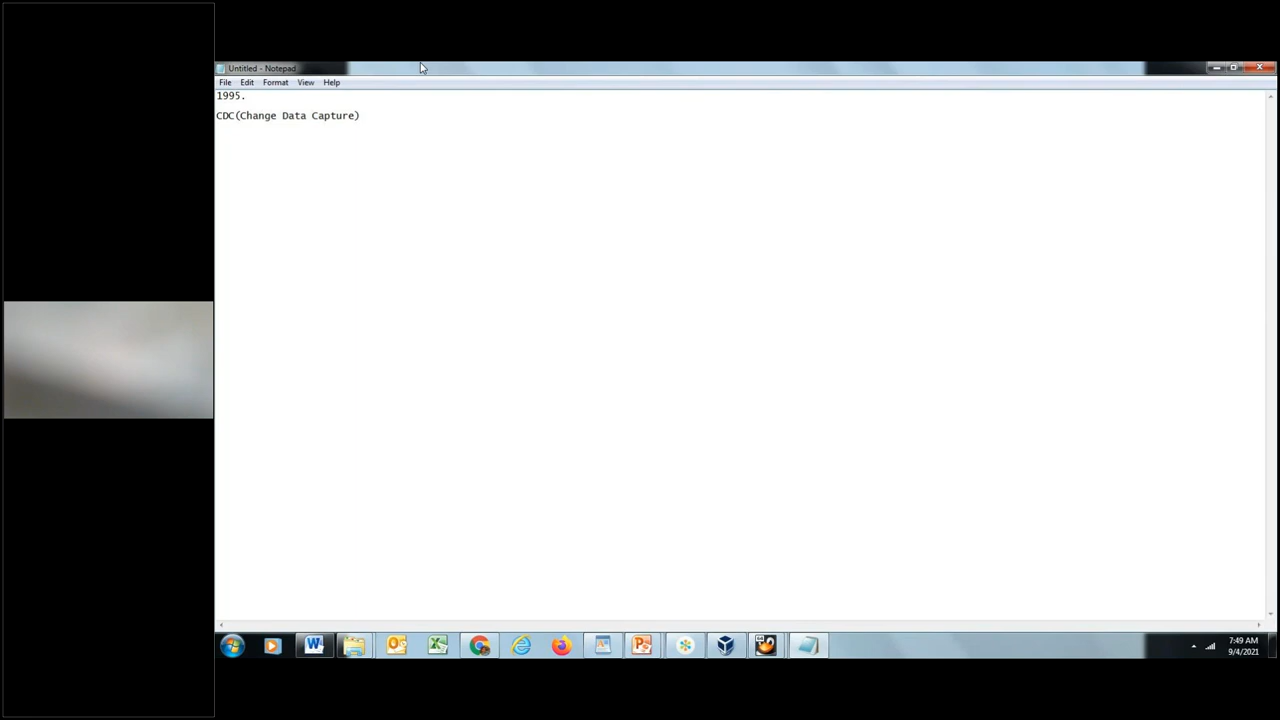 Untitled - Notepad
File Edit Format View Help
1995.
CDC(Change Data Capture)
7:49 AM
9/4/2021